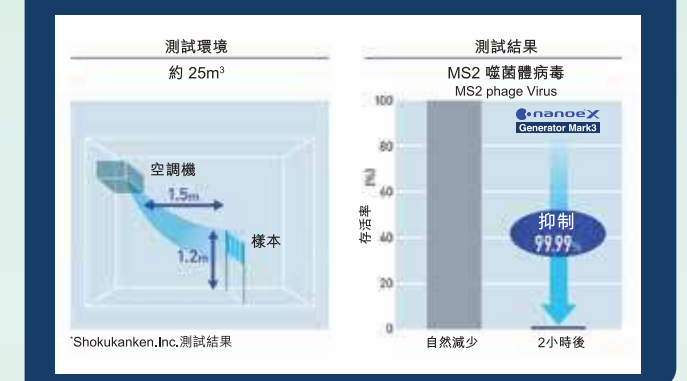 測試環境
約 25m³
空調機
1.5m
1.2m
樣本
*Shokukanken.Inc.測試結果
測試結果
MS2 噬菌體病毒
MS2 phage Virus
nanoeX
Generator Mark3
存活率 (%)
100
80
60
40
20
0
抑制
99.99%
自然減少
2小時後